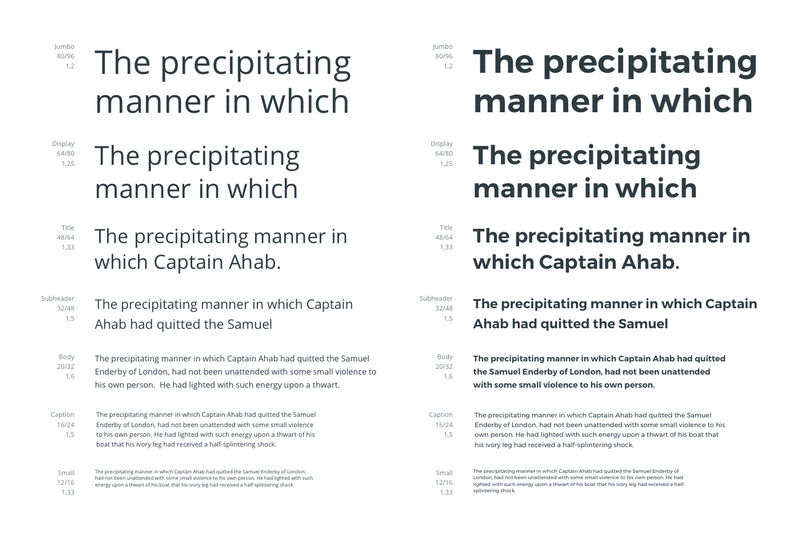 Jumbo
80/96
1,2
The precipitating
manner in which
Display
64/80
1,25
The precipitating
manner in which
Title
48/64
1,33
The precipitating manner in
which Captain Ahab.
Subheader
32/48
1,5
The precipitating manner in which Captain
Ahab had quitted the Samuel
Body
20/32
1,6
The precipitating manner in which Captain Ahab had quitted the Samuel
Enderby of London, had not been unattended with some small violence to
his own person.  He had lighted with such energy upon a thwart.
Caption
16/24
1,5
The precipitating manner in which Captain Ahab had quitted the Samuel
Enderby of London, had not been unattended with some small violence
to his own person. He had lighted with such energy upon a thwart of his
boat that his ivory leg had received a half-splintering shock.
Small
12/16
1,33
The precipitating manner in which Captain Ahab had quitted the Samuel Enderby of London,
had not been unattended with some small violence to his own person. He had lighted with such
energy upon a thwart of his boat that his ivory leg had received a half-splintering shock.
Jumbo
80/96
1,2
The precipitating
manner in which
Display
64/80
1,25
The precipitating
manner in which
Title
48/64
1,33
The precipitating manner in
which Captain Ahab.
Subheader
32/48
1,5
The precipitating manner in which Captain
Ahab had quitted the Samuel
Body
20/32
1,6
The precipitating manner in which Captain Ahab had quitted
the Samuel Enderby of London, had not been unattended
with some small violence to his own person.
Caption
16/24
1,5
The precipitating manner in which Captain Ahab had quitted the Samuel
Enderby of London, had not been unattended with some small violence to his
own person. He had lighted with such energy upon a thwart of his boat that
his ivory leg had received a half-splintering shock.
Small
12/16
1,33
The precipitating manner in which Captain Ahab had quitted the Samuel Enderby of
London, had not been unattended with some small violence to his own person. He had
lighted with such energy upon a thwart of his boat that his ivory leg had received a half-
splintering shock.